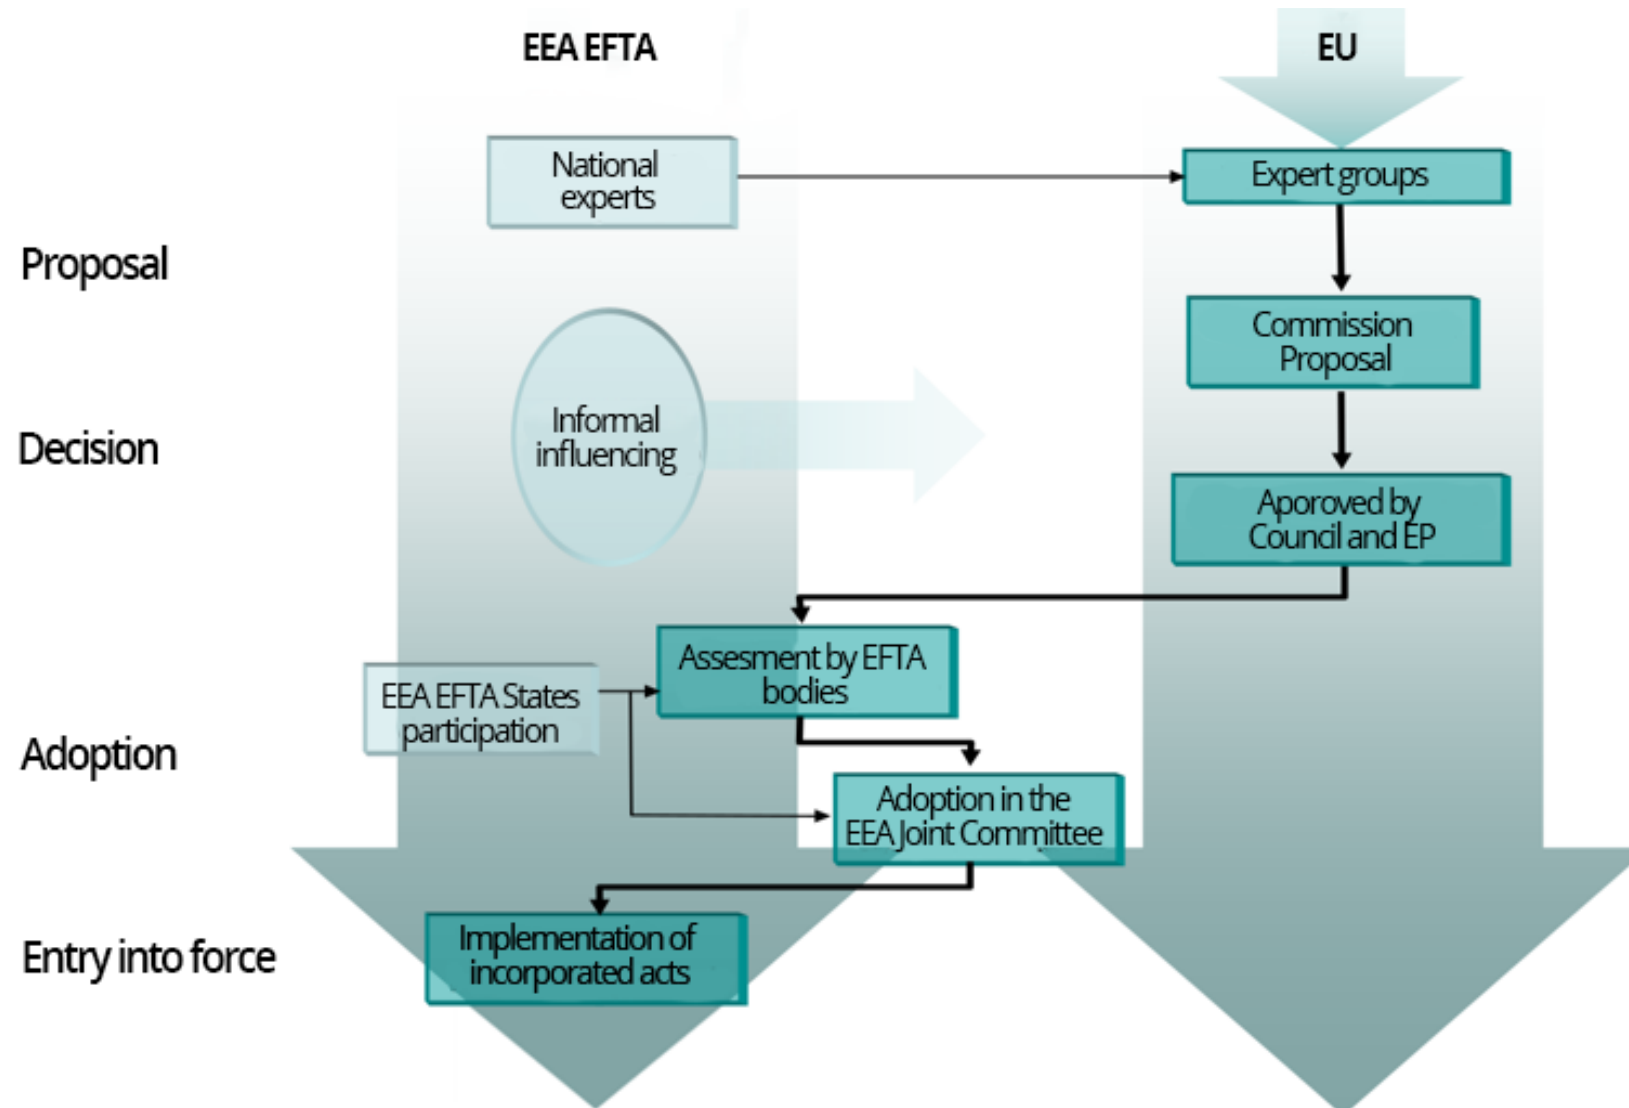 EEA EFTA
EU
National
experts
Expert groups
Proposal
Commission
Proposal
Informal
influencing
Decision
Aporoved by
Council and EP
Assesment by EFTA
bodies
EEA EFTA States
participation
Adoption
Adoption in the
EEA Joint Committee
Entry into force
Implementation of
incorporated acts